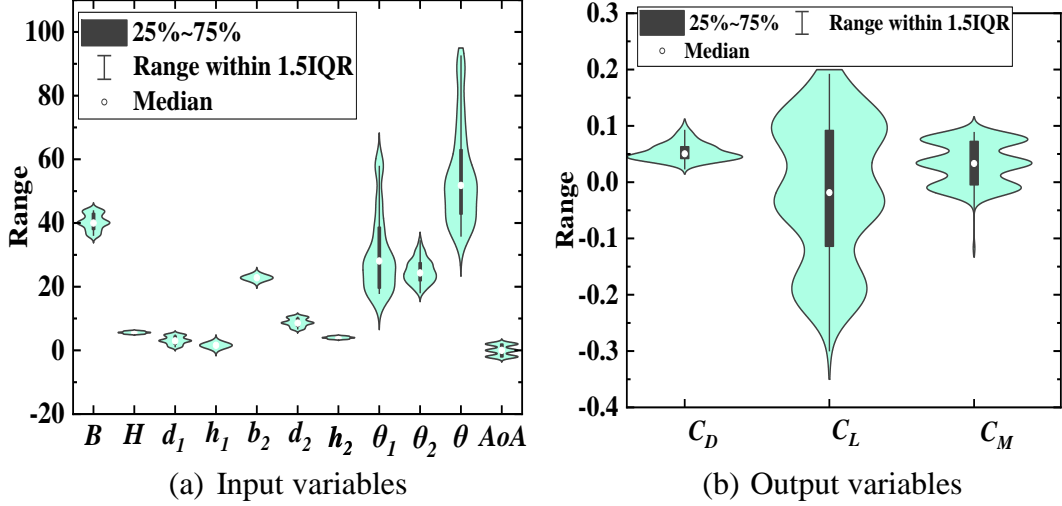 100
80
60
40
20
0
-20
Range
25%~75%
Range within 1.5IQR
Median
B H d1 h1 b2 d2 h2 θ1 θ2 θ AoA
(a) Input variables
0.3
0.2
0.1
0.0
-0.1
-0.2
-0.3
-0.4
Range
25%~75% Range within 1.5IQR
Median
CD CL CM
(b) Output variables